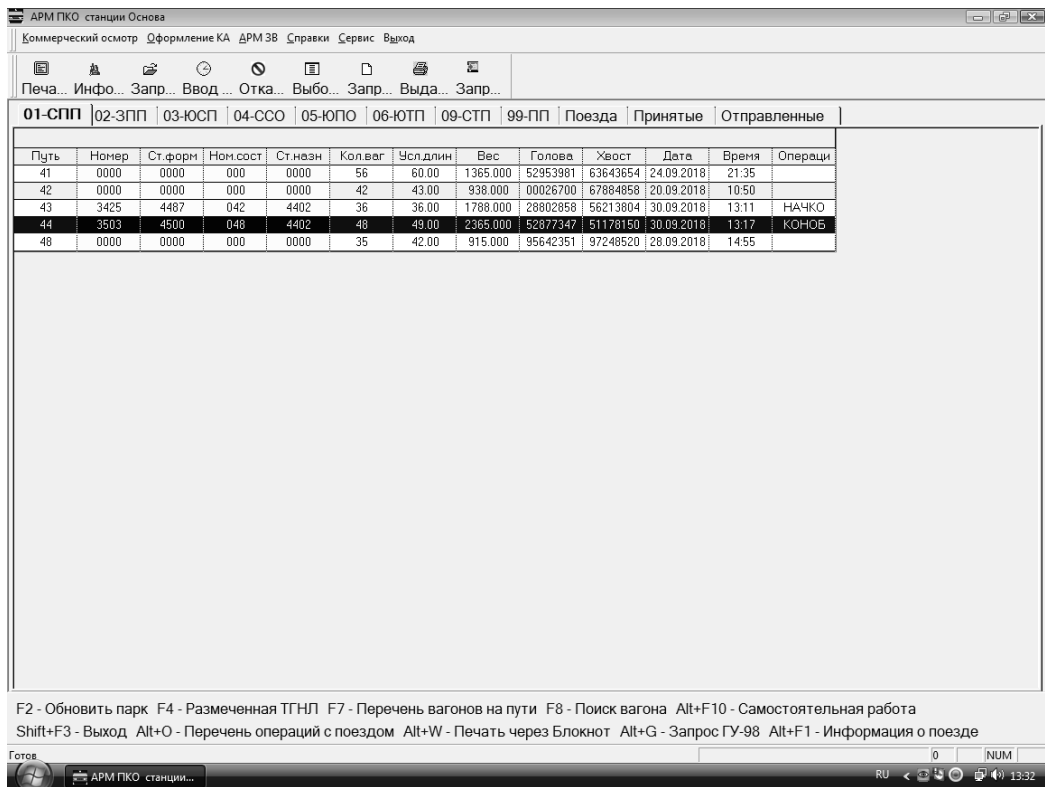 АРМ ПКО станции Основа
Коммерческий осмотр Оформление КА АРМ ЗВ Справки Сервис Выход
Печа... Инфо... Запр... Ввод ... Отка... Выбо... Запр... Выда... Запр...
01-СПП 02-ЗПП 03-ЮСП 04-ССО 05-ЮПО 06-ЮТП 09-СТП 99-ПП Поезда Принятые Отправленные
Путь Номер Ст.форм Ном.сост Ст.назн Кол.ваг Усл.длин Вес Голова Хвост Дата Время Операци
41 0000 0000 000 0000 56 60.00 1365.000 52953981 63643654 24.09.2018 21:35
42 0000 0000 000 0000 42 43.00 938.000 00026700 67884858 20.09.2018 10:50
43 3425 4487 042 4402 36 36.00 1788.000 28802858 56213804 30.09.2018 13:11 НАЧКО
44 3503 4500 048 4402 48 49.00 2365.000 52877347 51178150 30.09.2018 13:17 КОНОБ
48 0000 0000 000 0000 35 42.00 915.000 95642351 97248520 28.09.2018 14:55
F2 - Обновить парк F4 - Размеченная ТГНЛ F7 - Перечень вагонов на пути F8 - Поиск вагона Alt+F10 - Самостоятельная работа
Shift+F3 - Выход Alt+O - Перечень операций с поездом Alt+W - Печать через Блокнот Alt+G - Запрос ГУ-98 Alt+F1 - Информация о поезде
Готов 0 NUM
АРМ ПКО станции... RU 13:32